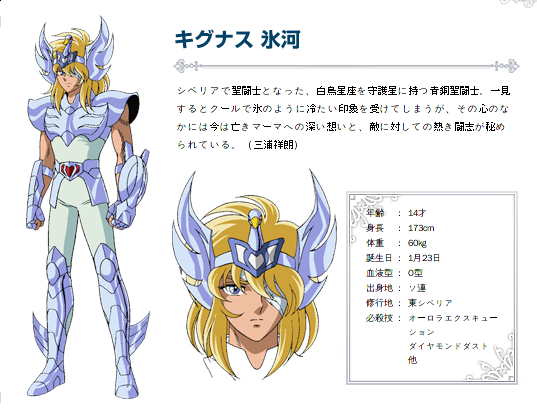 キグナス 氷河
シベリアで聖闘士となった、白鳥星座を守護星に持つ青銅聖闘士。一見
するとクールで氷のように冷たい印象を受けてしまうが、その心のな
かには今は亡きマーマへの深い想いと、敵に対しての熱き闘志が秘め
られている。（三浦祥朗）
年齢 ： 14才
身長 ： 173cm
体重 ： 60kg
誕生日 ： 1月23日
血液型 ： O型
出身地 ： ソ連
修行地 ： 東シベリア
必殺技 ： オーロラエクスキュー
ション
ダイヤモンドダスト
他